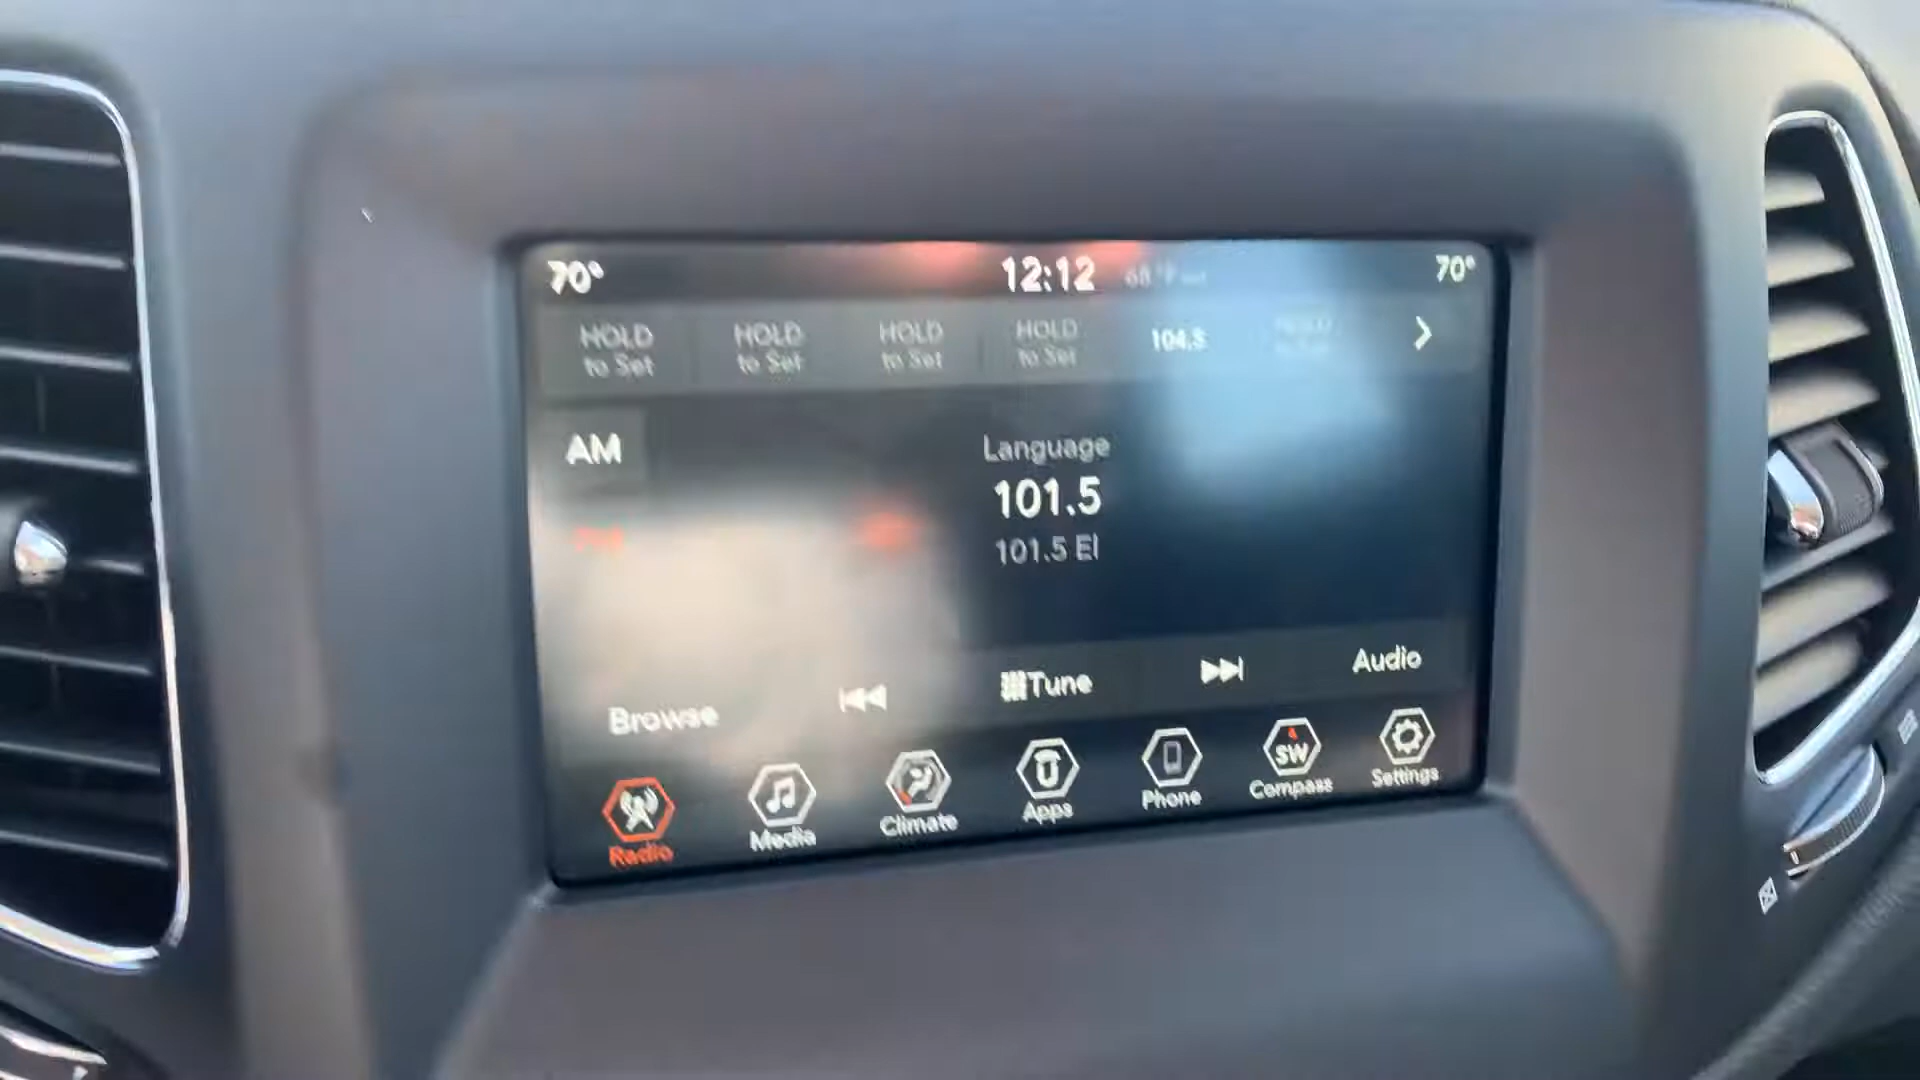 70°
12:12
70°
HOLD
to Set
HOLD
to Set
HOLD
to Set
HOLD
to Set
104.3
AM
Language
101.5
101.5 El
Browse
Tune
Audio
Radio
Media
Climate
Apps
Phone
SW
Compass
Settings